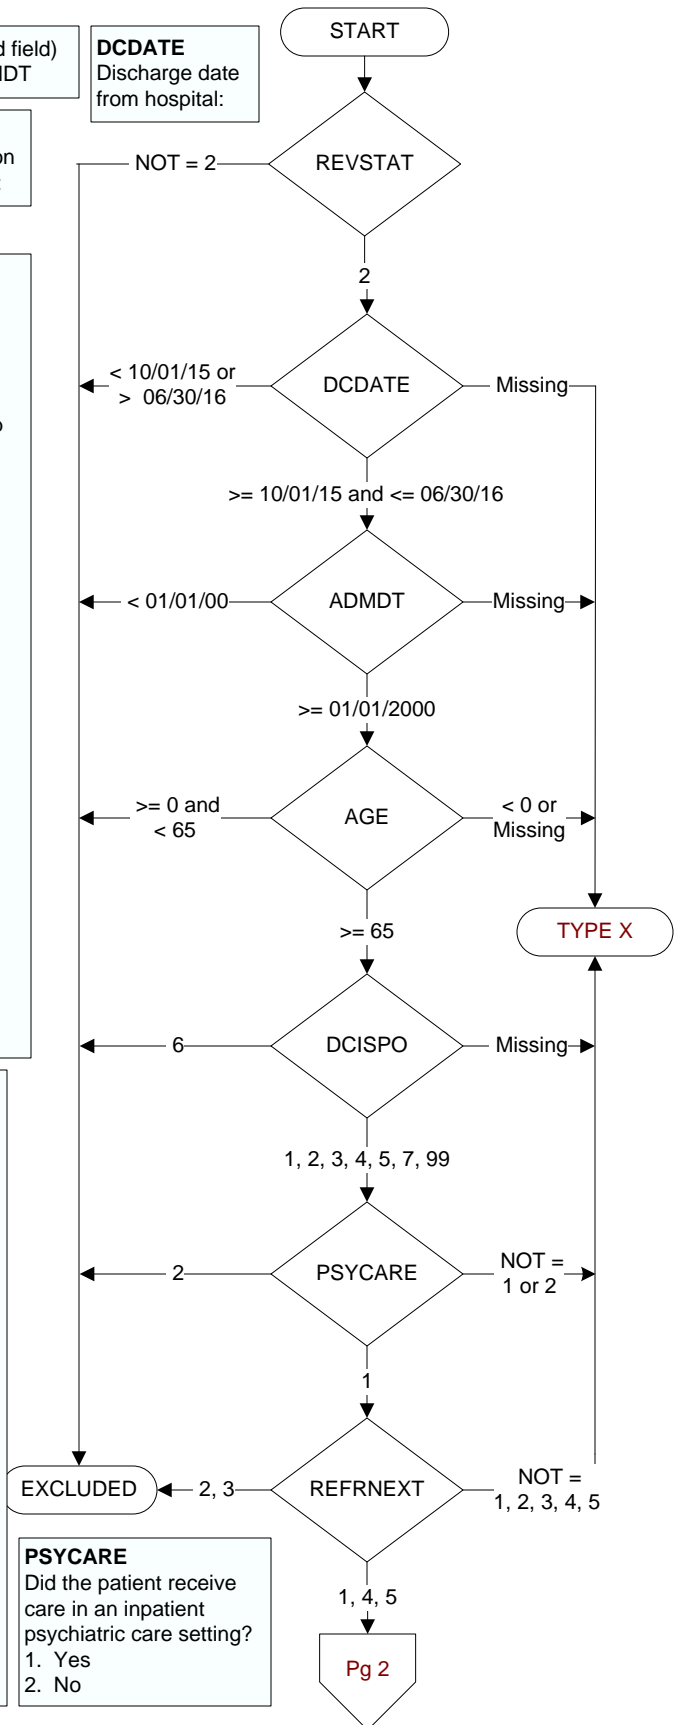 d field)
MDT
DCDATE
Discharge date
from hospital:
on
START
REVSTAT
NOT = 2
2
DCDATE
< 10/01/15 or
> 06/30/16
Missing
>= 10/01/15 and <= 06/30/16
ADMDT
< 01/01/00
Missing
>= 01/01/2000
AGE
>= 0 and
< 65
< 0 or
Missing
>= 65
TYPE X
DCISPO
6
Missing
1, 2, 3, 4, 5, 7, 99
PSYCARE
2
NOT =
1 or 2
1
REFRNEXT
EXCLUDED
2, 3
NOT =
1, 2, 3, 4, 5
1, 4, 5
Pg 2
PSYCARE
Did the patient receive
care in an inpatient
psychiatric care setting?
1. Yes
2. No